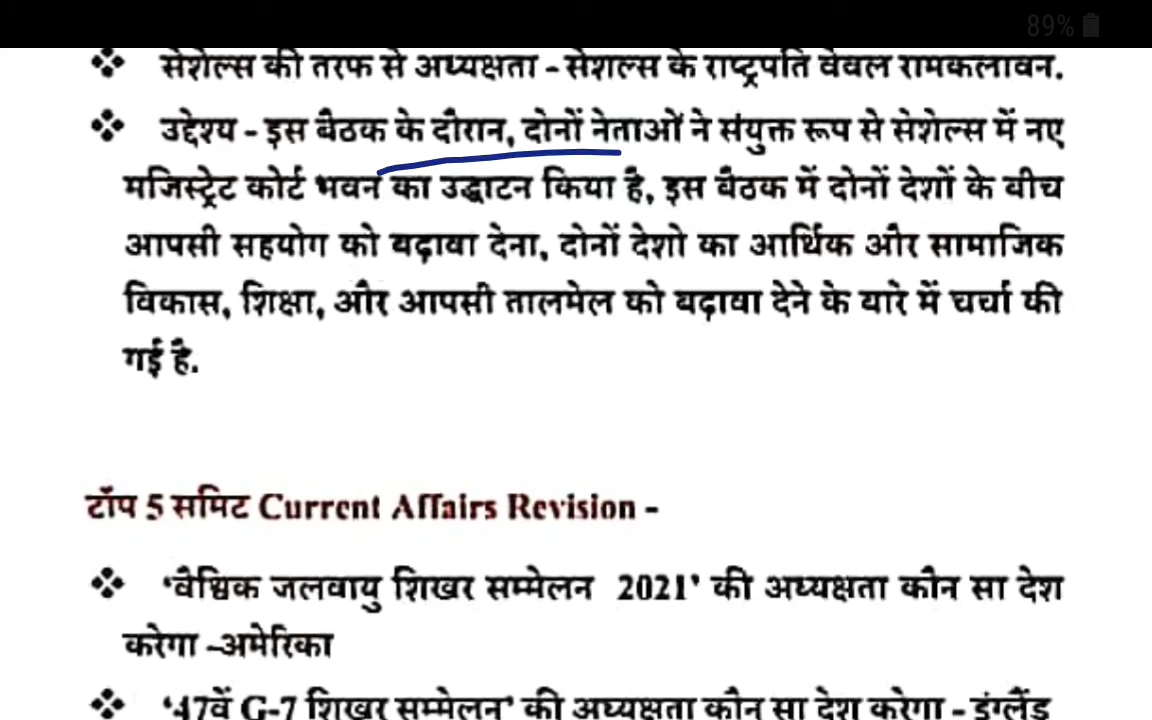 89%
❖ सेशेल्स की तरफ से अध्यक्षता - सेशल्स के राष्ट्रपति वेवल रामकलावन.
❖ उद्देश्य - इस बैठक के दौरान, दोनों नेताओं ने संयुक्त रूप से सेशेल्स में नए
मजिस्ट्रेट कोर्ट भवन का उद्घाटन किया है, इस बैठक में दोनों देशों के बीच
आपसी सहयोग को बढ़ावा देना, दोनों देशो का आर्थिक और सामाजिक
विकास, शिक्षा, और आपसी तालमेल को बढ़ावा देने के बारे में चर्चा की
गई है.
टॉप 5 समिट Current Affairs Revision -
❖ ‘वैश्विक जलवायु शिखर सम्मेलन 2021’ की अध्यक्षता कौन सा देश
करेगा –अमेरिका
❖ ‘47वें G-7 शिखर सम्मेलन’ की अध्यक्षता कौन सा देश करेगा - इंग्लैंड